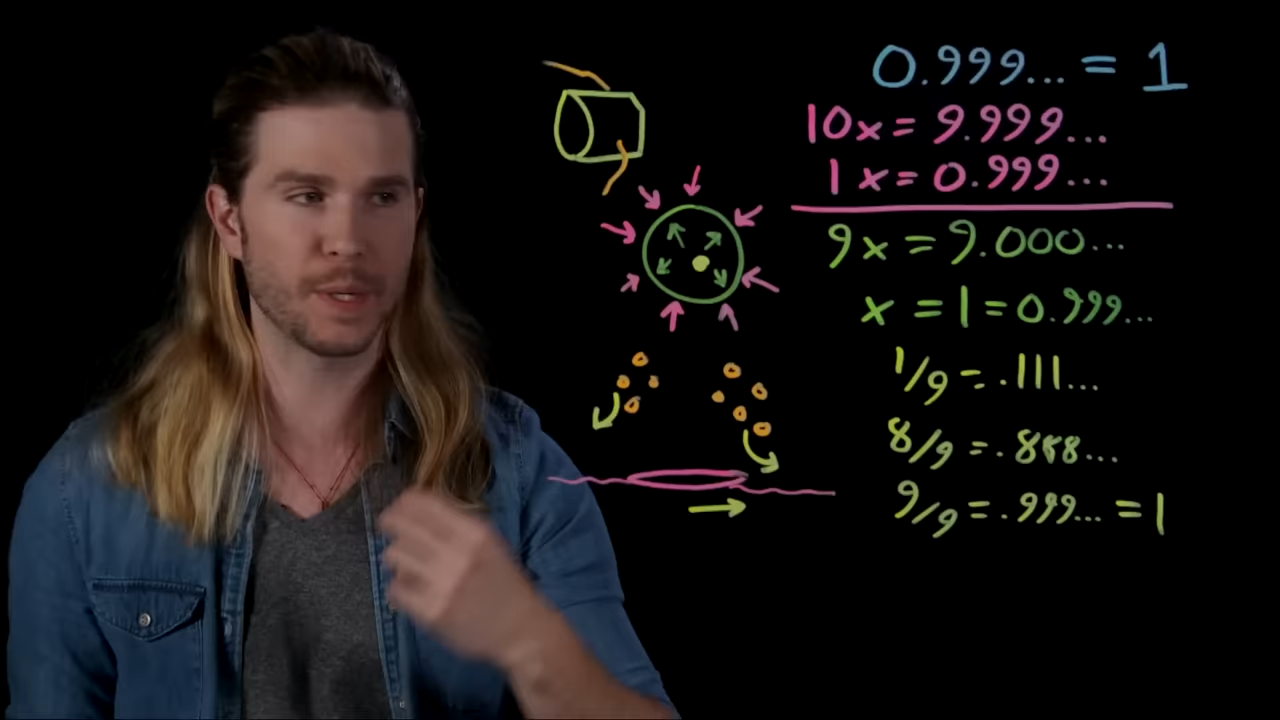 0.999... = 1
10x = 9.999...
1x = 0.999...
9x = 9.000...
x = 1 = 0.999...
1/9 = .111...
8/9 = .888...
9/9 = .999... = 1